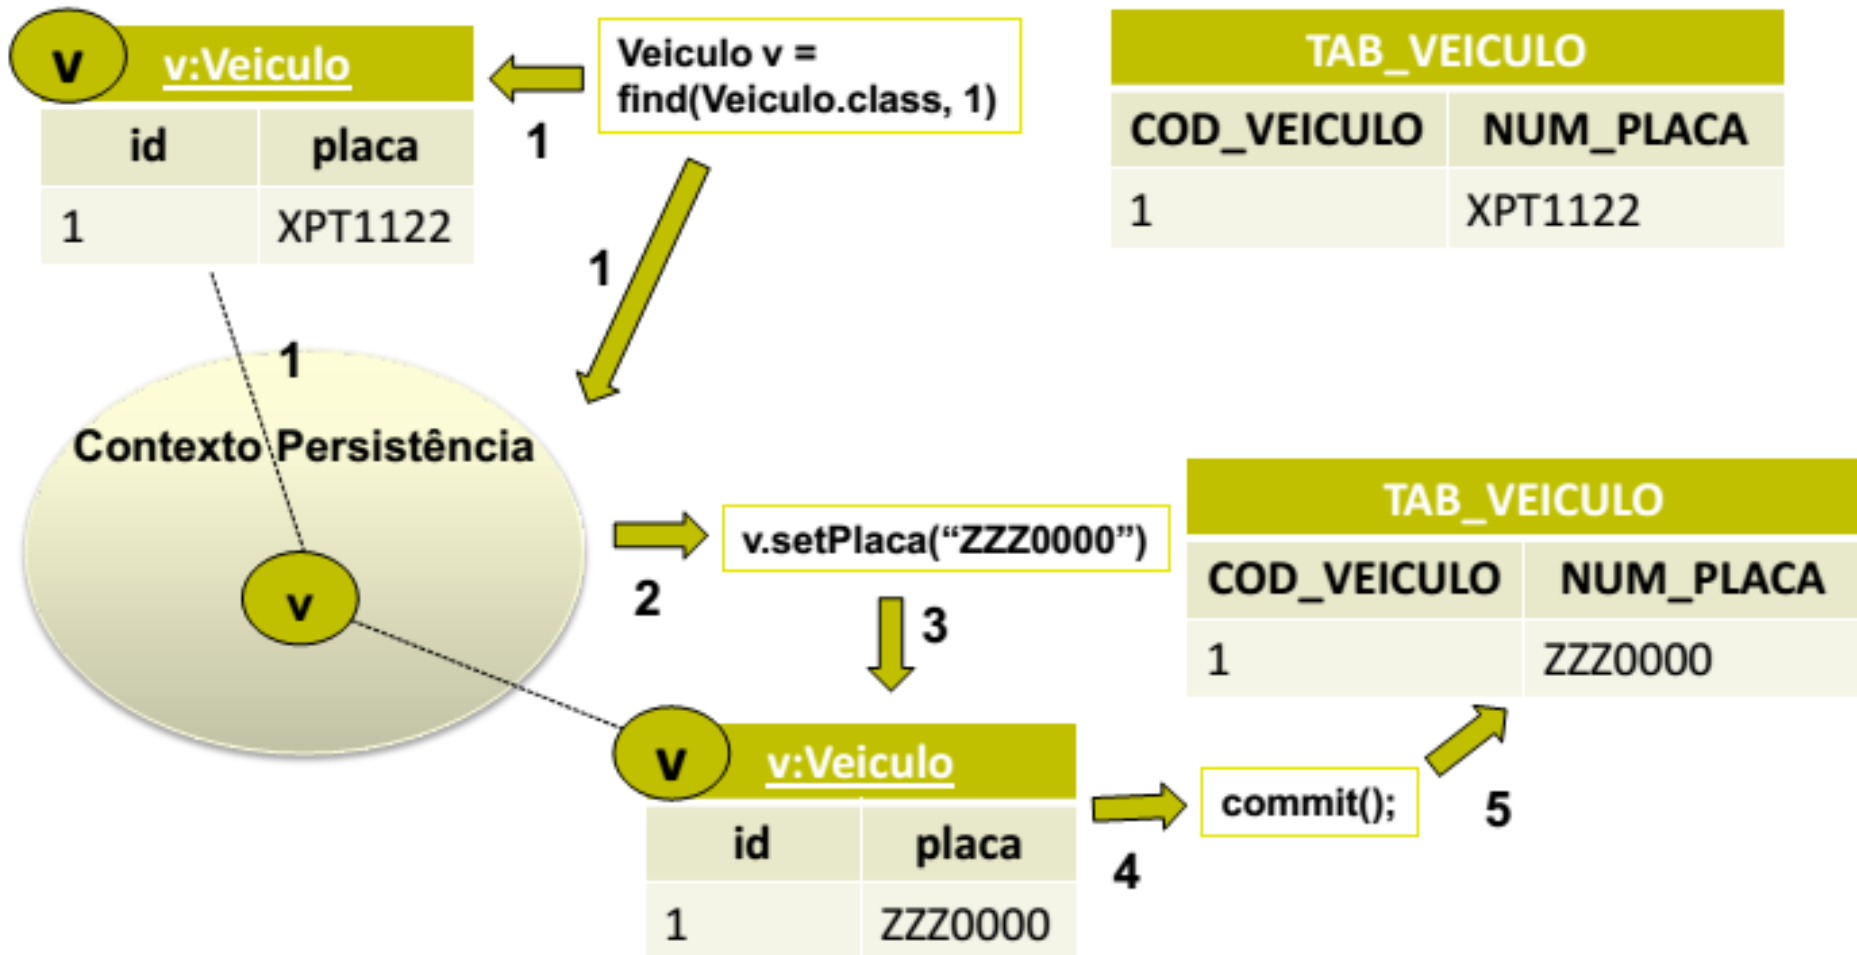 v
v:Veiculo
id placa
1 XPT1122
1
Veiculo v =
find(Veiculo.class, 1)
TAB_VEICULO
COD_VEICULO NUM_PLACA
1 XPT1122
1
1
Contexto Persistência
v
2
v.setPlaca(“ZZZ0000”)
3
TAB_VEICULO
COD_VEICULO NUM_PLACA
1 ZZZ0000
v
v:Veiculo
id placa
1 ZZZ0000
4
commit();
5